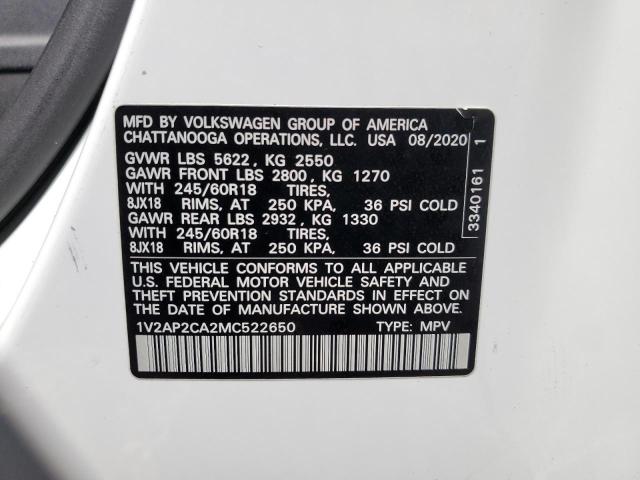 MFD BY VOLKSWAGEN GROUP OF AMERICA
CHATTANOOGA OPERATIONS, LLC. USA 08/2020
GVWR LBS 5622, KG 2550
GAWR FRONT LBS 2800, KG 1270
WITH 245/60R18 TIRES,
8JX18 RIMS, AT 250 KPA, 36 PSI COLD
GAWR REAR LBS 2932, KG 1330
WITH 245/60R18 TIRES,
8JX18 RIMS, AT 250 KPA, 36 PSI COLD
THIS VEHICLE CONFORMS TO ALL APPLICABLE
U.S. FEDERAL MOTOR VEHICLE SAFETY AND
THEFT PREVENTION STANDARDS IN EFFECT ON
THE DATE OF MANUFACTURE SHOWN ABOVE.
1V2AP2CA2MC522650 TYPE: MPV
3340161 1